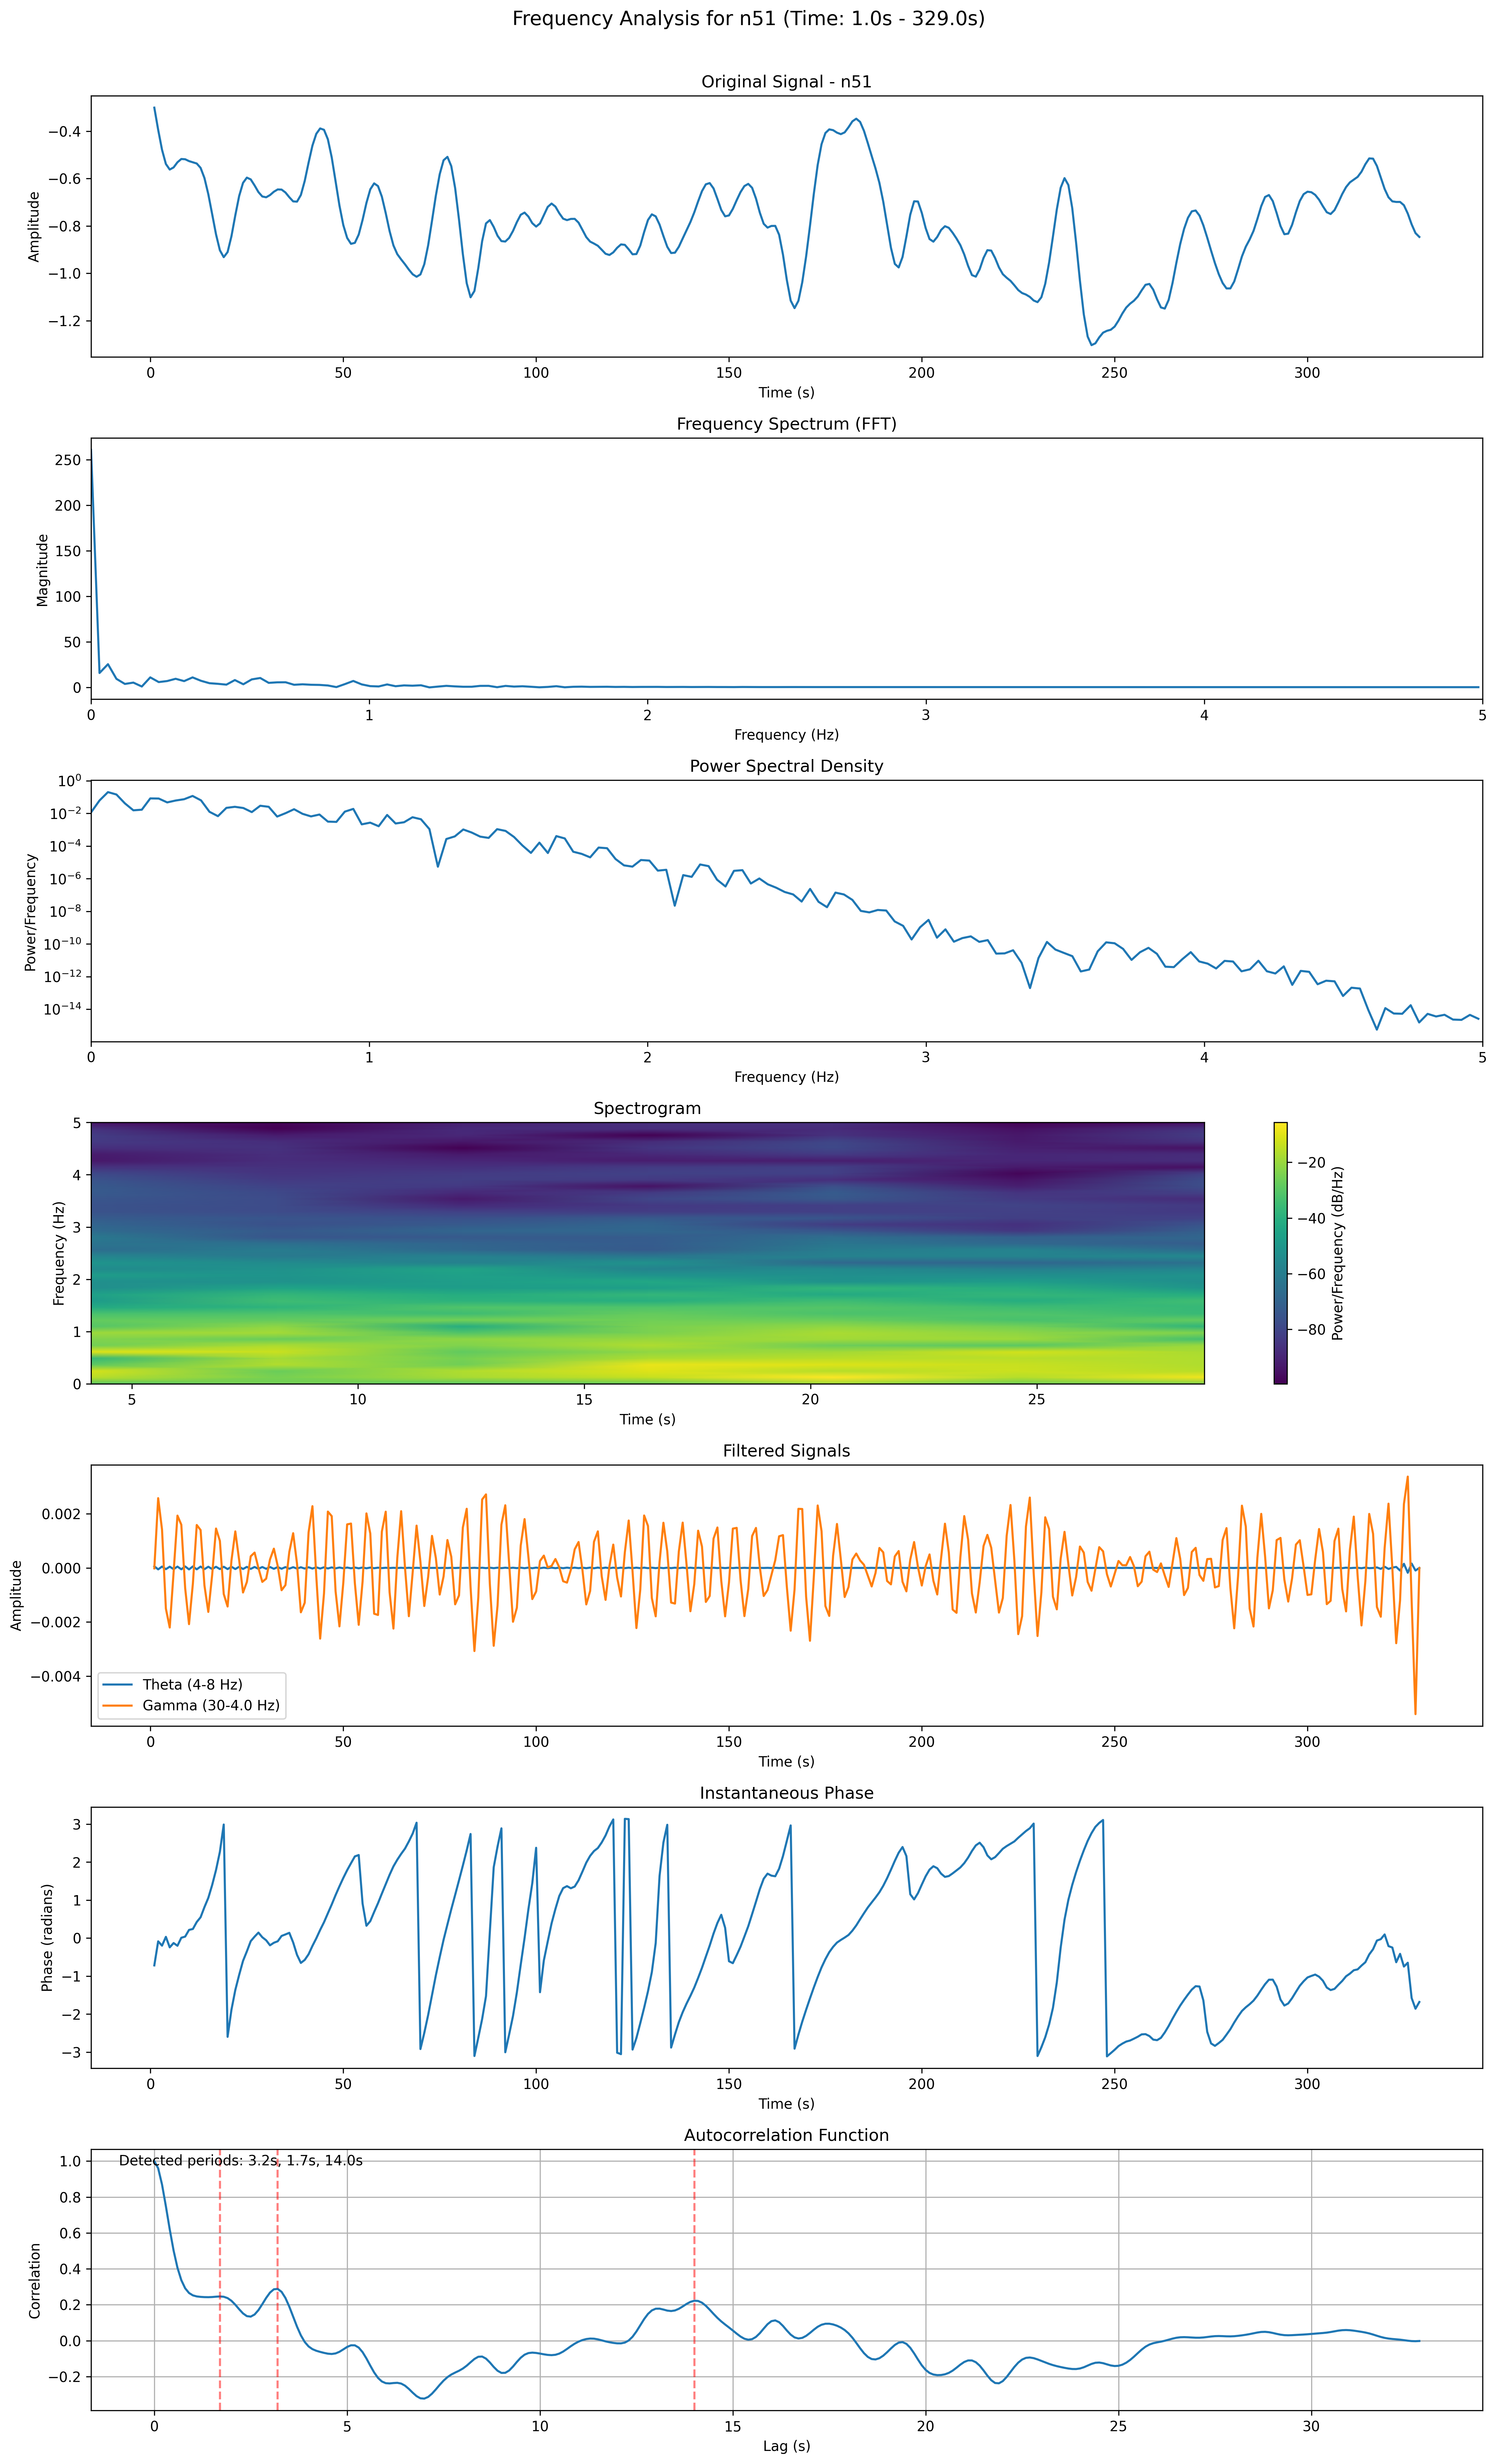 Frequency Analysis for n51 (Time: 1.0s - 329.0s)
Original Signal - n51
−0.4
−0.6
−0.8
−1.0
−1.2
Amplitude
0 50 100 150 200 250 300
Time (s)
Frequency Spectrum (FFT)
250
200
150
100
50
0
Magnitude
0 1 2 3 4 5
Frequency (Hz)
Power Spectral Density
10⁰
10⁻²
10⁻⁴
10⁻⁶
10⁻⁸
10⁻¹⁰
10⁻¹²
10⁻¹⁴
Power/Frequency
0 1 2 3 4 5
Frequency (Hz)
Spectrogram
5
4
3
2
1
0
Frequency (Hz)
5 10 15 20 25
Time (s)
−20
−40
−60
−80
Power/Frequency (dB/Hz)
Filtered Signals
0.002
0.000
−0.002
−0.004
Amplitude
Theta (4-8 Hz)
Gamma (30-4.0 Hz)
0 50 100 150 200 250 300
Time (s)
Instantaneous Phase
3
2
1
0
−1
−2
−3
Phase (radians)
0 50 100 150 200 250 300
Time (s)
Autocorrelation Function
Detected periods: 3.2s, 1.7s, 14.0s
1.0
0.8
0.6
0.4
0.2
0.0
−0.2
Correlation
0 5 10 15 20 25 30
Lag (s)